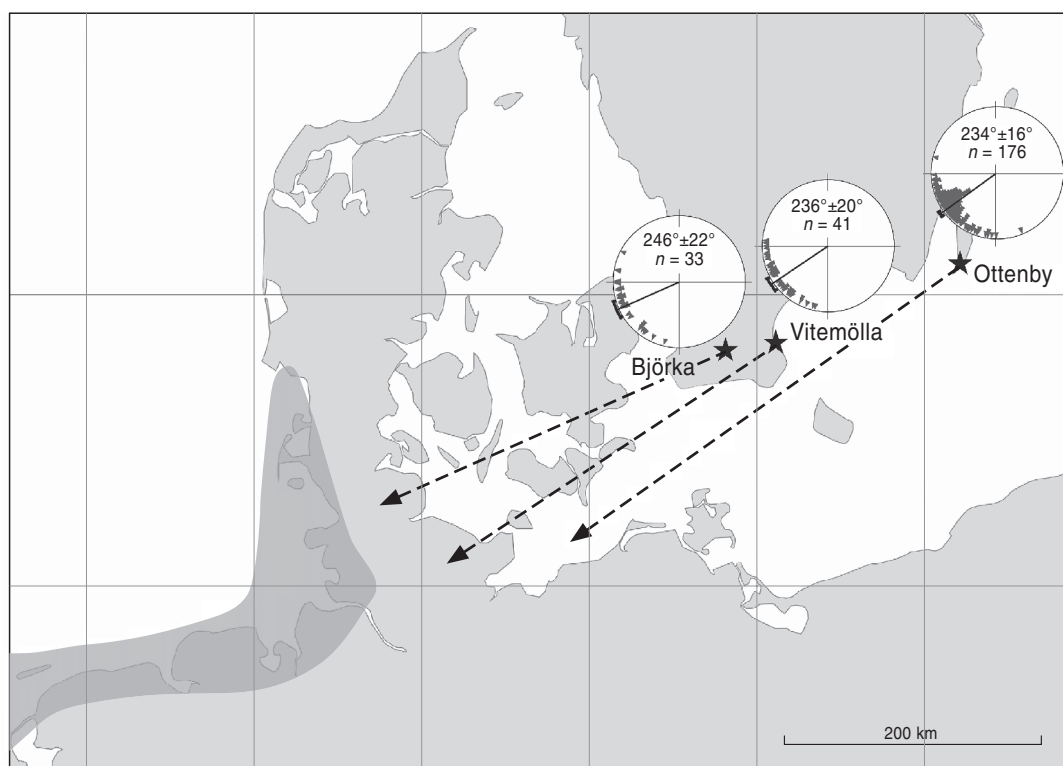 234°±16°
n = 176
236°±20°
n = 41
246°±22°
n = 33
Ottenby
Vitemölla
Björka
200 km